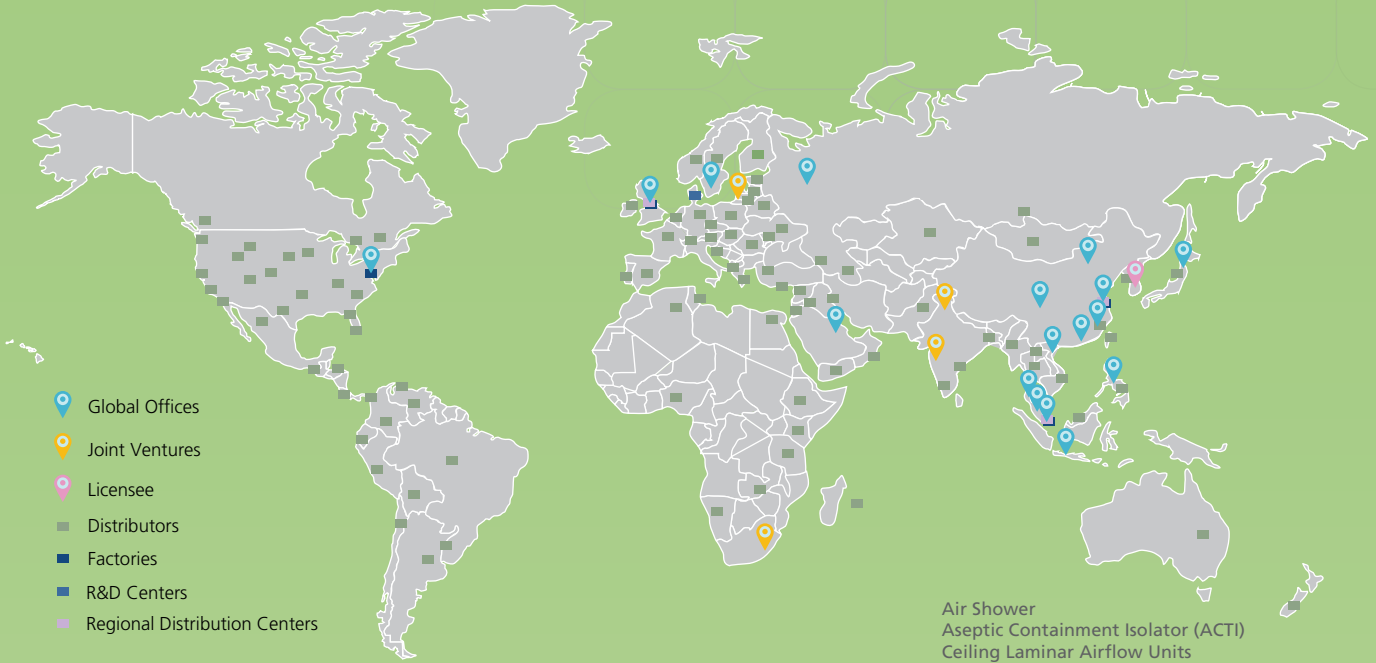 Global Offices
Joint Ventures
Licensee
Distributors
Factories
R&D Centers
Regional Distribution Centers
Air Shower
Aseptic Containment Isolator (ACTI)
Ceiling Laminar Airflow Units